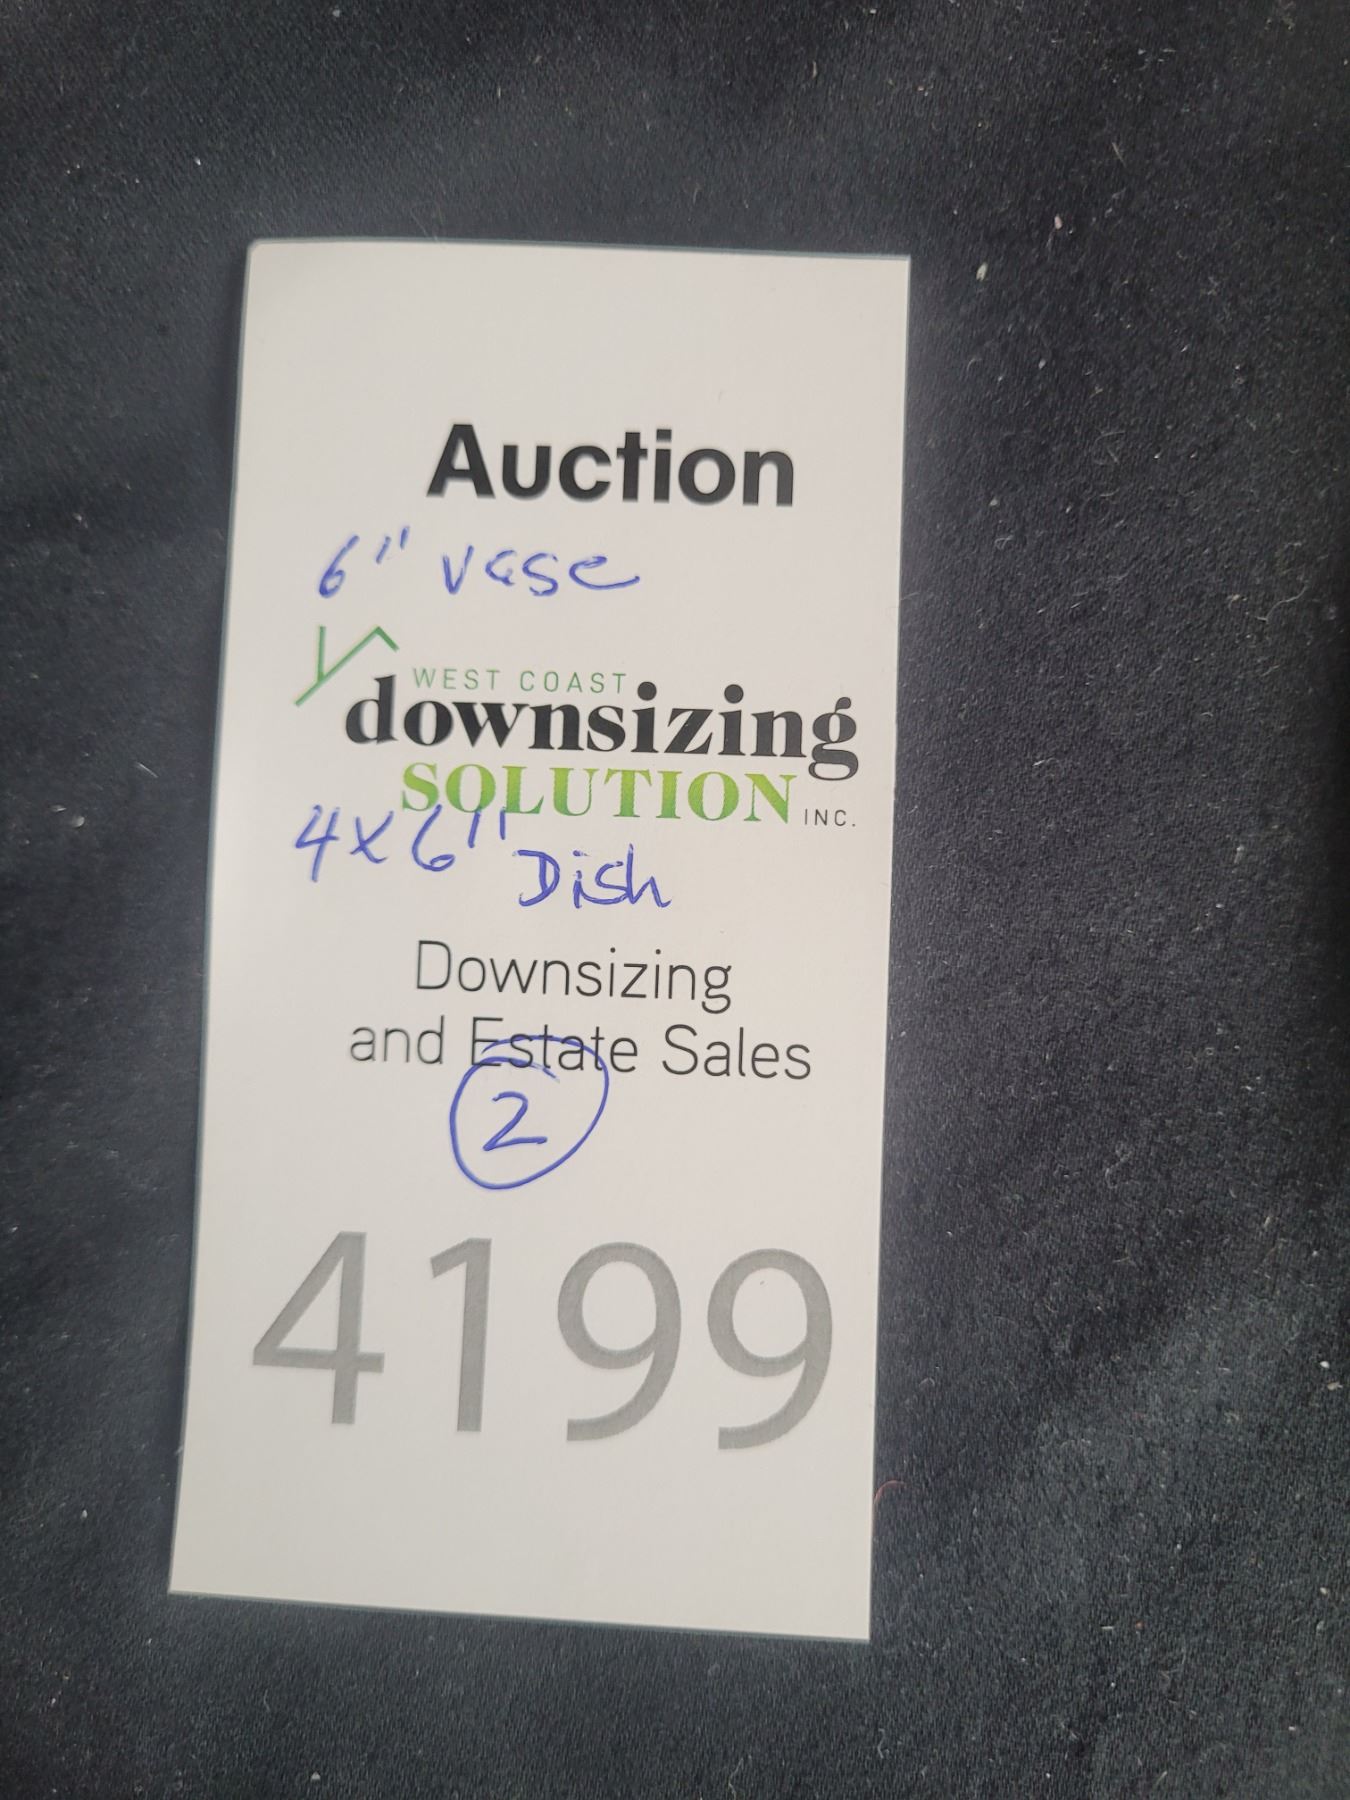 Auction
6" vase
WEST COAST
downsizing
SOLUTION INC.
4x6" Dish
Downsizing
and Estate Sales
2
4199